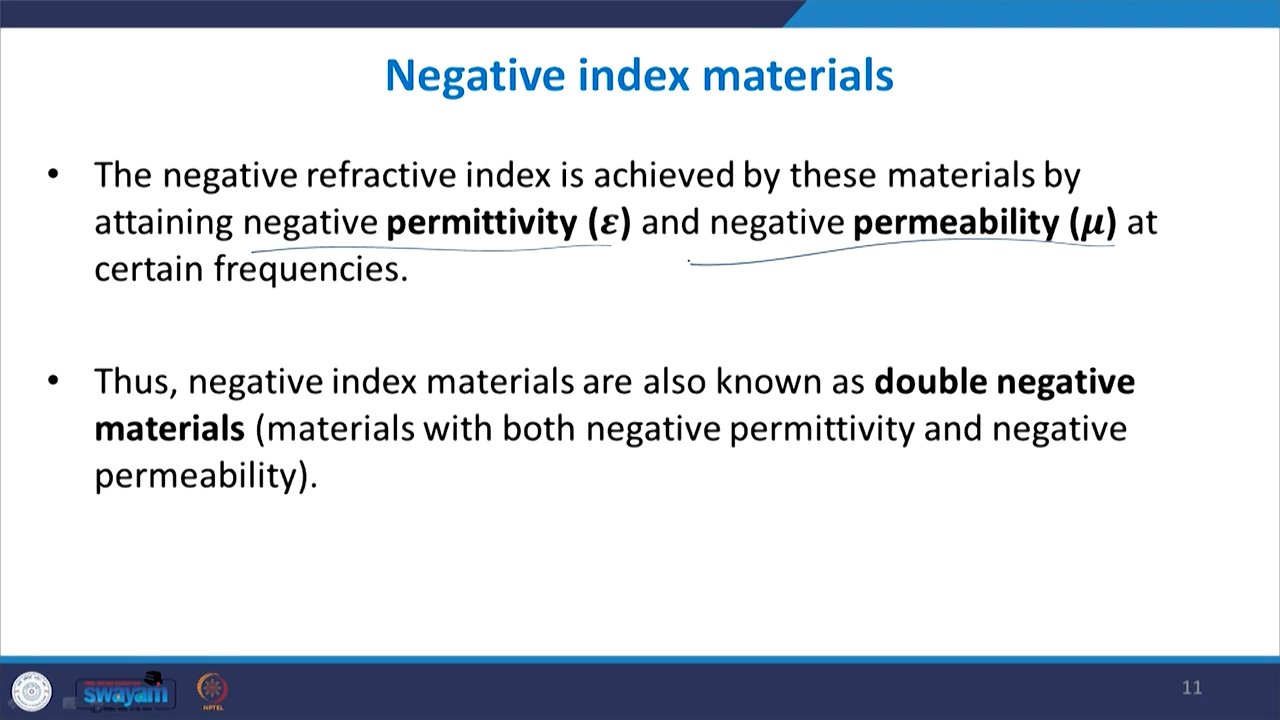 Negative index materials
• The negative refractive index is achieved by these materials by
attaining negative permittivity (ε) and negative permeability (μ) at
certain frequencies.
• Thus, negative index materials are also known as double negative
materials (materials with both negative permittivity and negative
permeability).
swayam
NPTEL
11